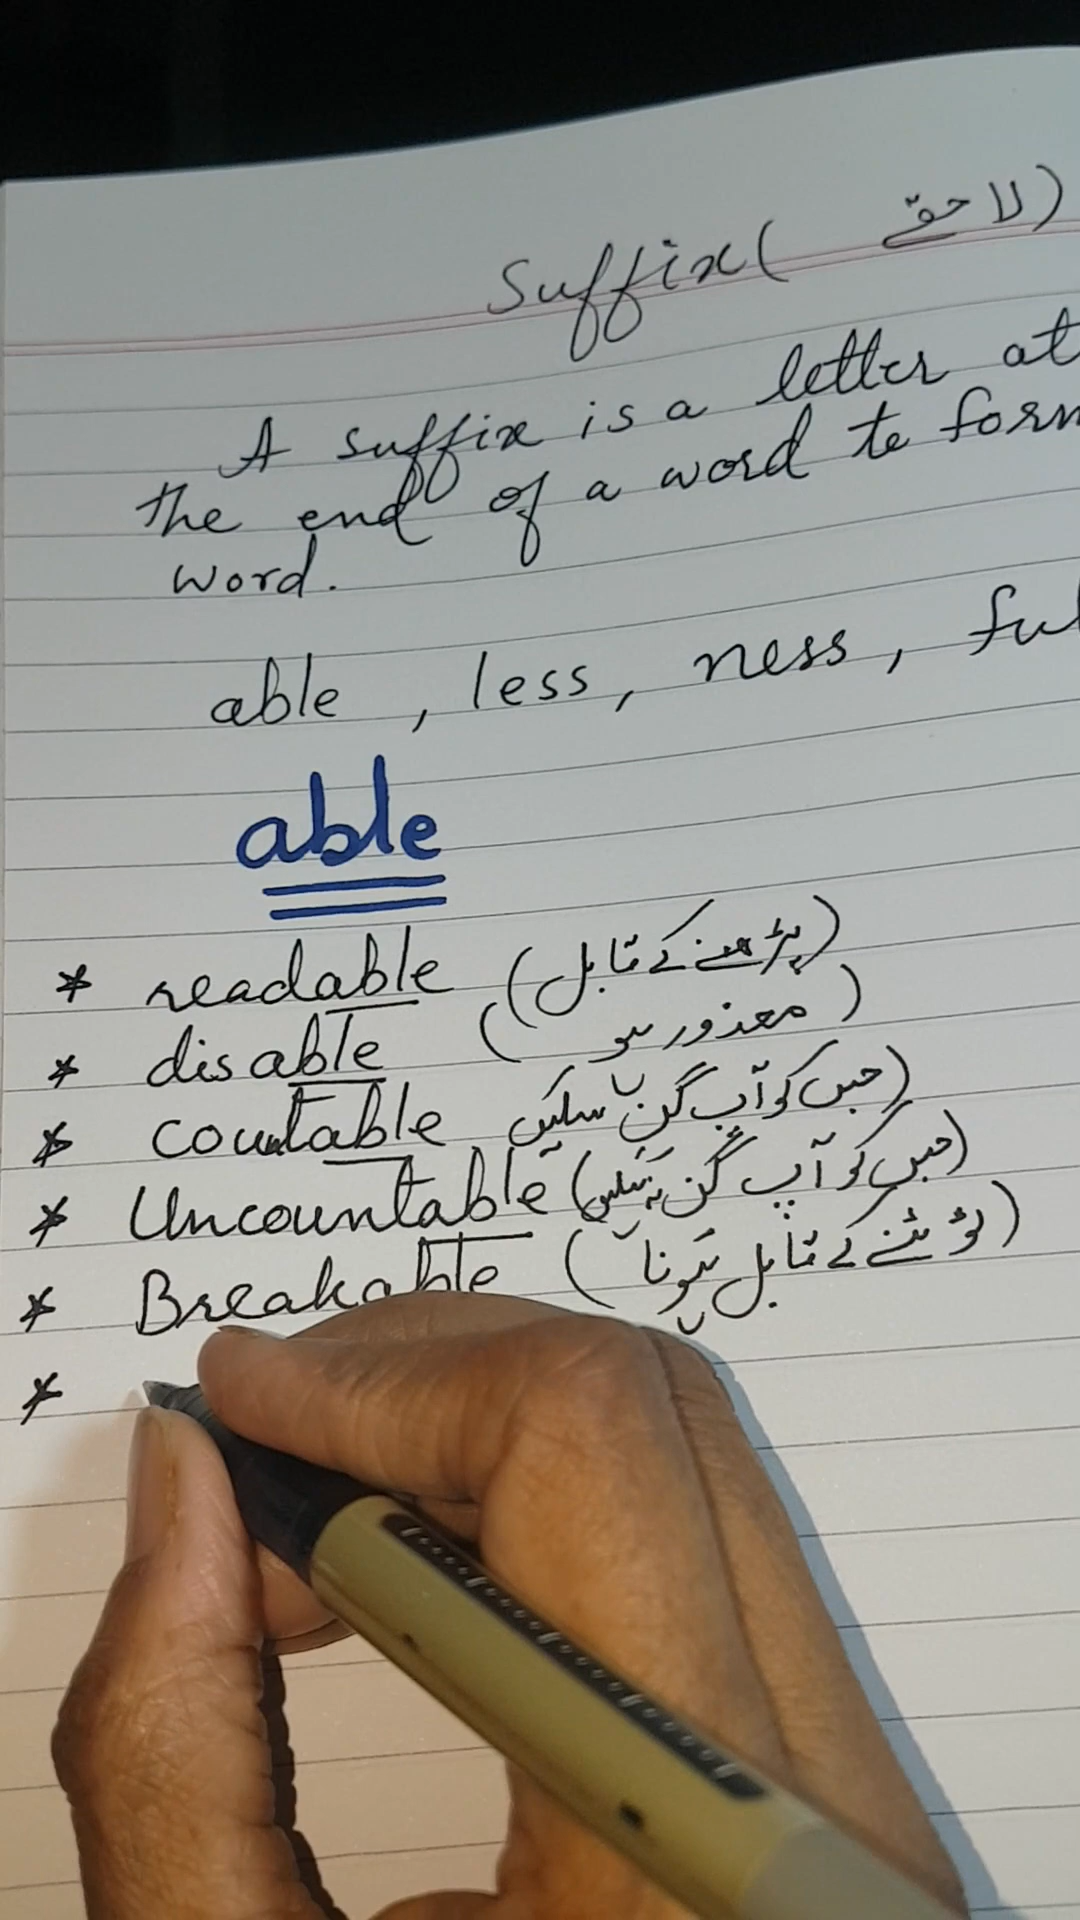 Suffix (لاحقے)
A suffix is a letter at
the end of a word to form
word.
able , less, ness, ful
able
* readable (پڑھنے کے قابل)
* disable (معذور ہو)
* countable (جس کو آپ گن سکیں
* Uncountable (جس کو آپ گن نہ سکیں)
* Breakable (ٹوٹنے کے قابل ہونا)
*